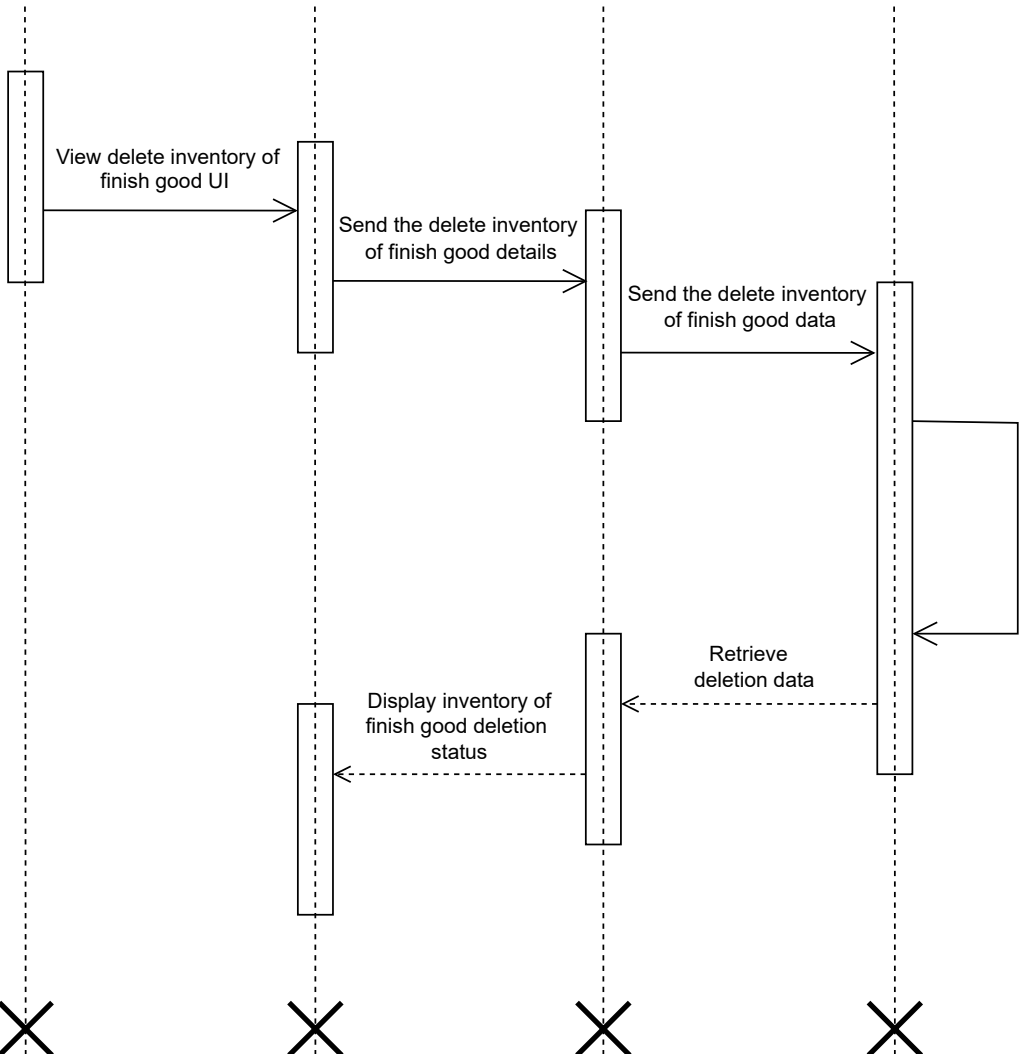 View delete inventory of
finish good UI
Send the delete inventory
of finish good details
Send the delete inventory
of finish good data
Retrieve
deletion data
Display inventory of
finish good deletion
status